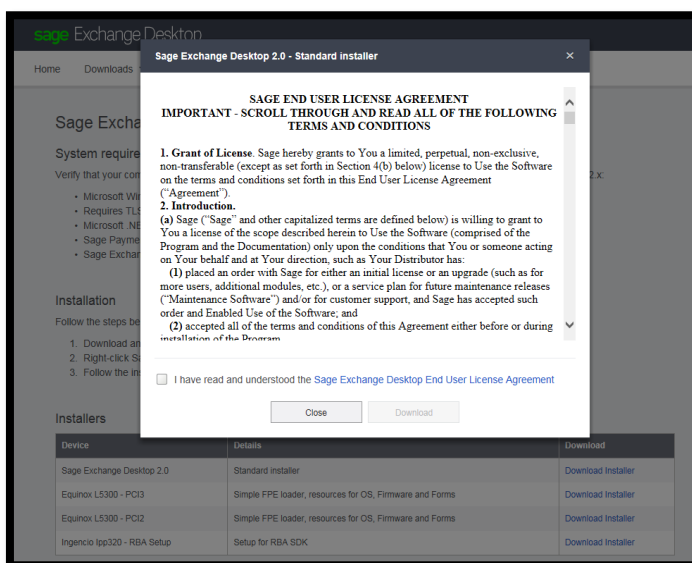 sage Exchange Desktop
Home Downloads
Sage Exchange Desktop 2.0 - Standard installer ×
SAGE END USER LICENSE AGREEMENT
IMPORTANT - SCROLL THROUGH AND READ ALL OF THE FOLLOWING
TERMS AND CONDITIONS
1. Grant of License. Sage hereby grants to You a limited, perpetual, non-exclusive,
non-transferable (except as set forth in Section 4(b) below) license to Use the Software
on the terms and conditions set forth in this End User License Agreement
("Agreement").
2. Introduction.
(a) Sage ("Sage" and other capitalized terms are defined below) is willing to grant to
You a license of the scope described herein to Use the Software (comprised of the
Program and the Documentation) only upon the conditions that You or someone acting
on Your behalf and at Your direction, such as Your Distributor has:
(1) placed an order with Sage for either an initial license or an upgrade (such as for
more users, additional modules, etc.), or a service plan for future maintenance releases
("Maintenance Software") and/or for customer support, and Sage has accepted such
order and Enabled Use of the Software; and
(2) accepted all of the terms and conditions of this Agreement either before or during
installation of the Program
I have read and understood the Sage Exchange Desktop End User License Agreement
Close Download
Sage Excha
System require
Verify that your com 2.x:
• Microsoft Wi
• Requires TLS
• Microsoft .NE
• Sage Payme
• Sage Exchar
Installation
Follow the steps be
1. Download an
2. Right-click Sa
3. Follow the in
Installers
Device Details Download
Sage Exchange Desktop 2.0 Standard installer Download Installer
Equinox L5300 - PCI3 Simple FPE loader, resources for OS, Firmware and Forms Download Installer
Equinox L5300 - PCI2 Simple FPE loader, resources for OS, Firmware and Forms Download Installer
Ingencio Ipp320 - RBA Setup Setup for RBA SDK Download Installer